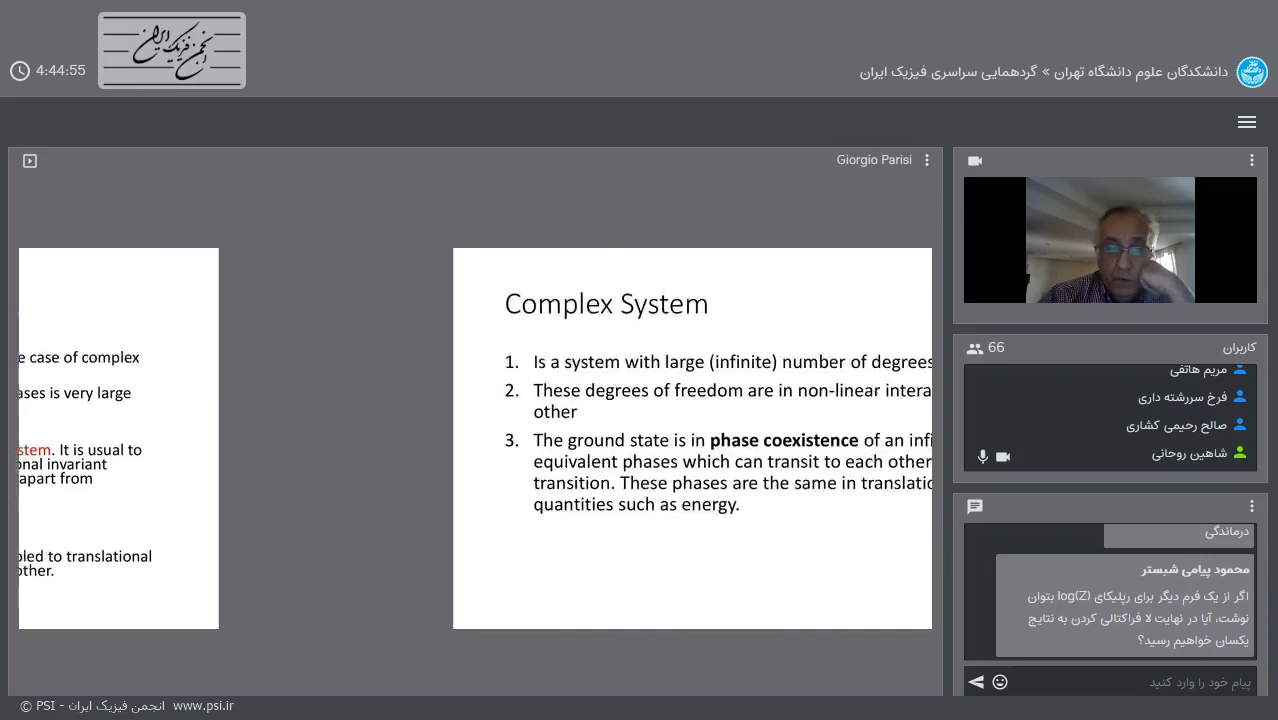 4:44:55
انجمن فیزیک ایران
دانشکدگان علوم دانشگاه تهران » گردهمایی سراسری فیزیک ایران
Giorgio Parisi
e case of complex
ases is very large
stem. It is usual to
onal invariant
apart from
pled to translational
other.
Complex System
1. Is a system with large (infinite) number of degrees
2. These degrees of freedom are in non-linear intera
other
3. The ground state is in phase coexistence of an infi
equivalent phases which can transit to each other
transition. These phases are the same in translatio
quantities such as energy.
66
کاربران
مریم هاتفی
فرخ سررشته داری
صالح رحیمی کشاری
شاهین روحانی
درماندگی
محمود پیامی شبستر
اگر از یک فرم دیگر برای رپلیکای log(Z) بتوان
نوشت، آیا در نهایت لا فراکتالی کردن به نتایج
یکسان خواهیم رسید؟
پیام خود را وارد کنید
© PSI - انجمن فیزیک ایران www.psi.ir